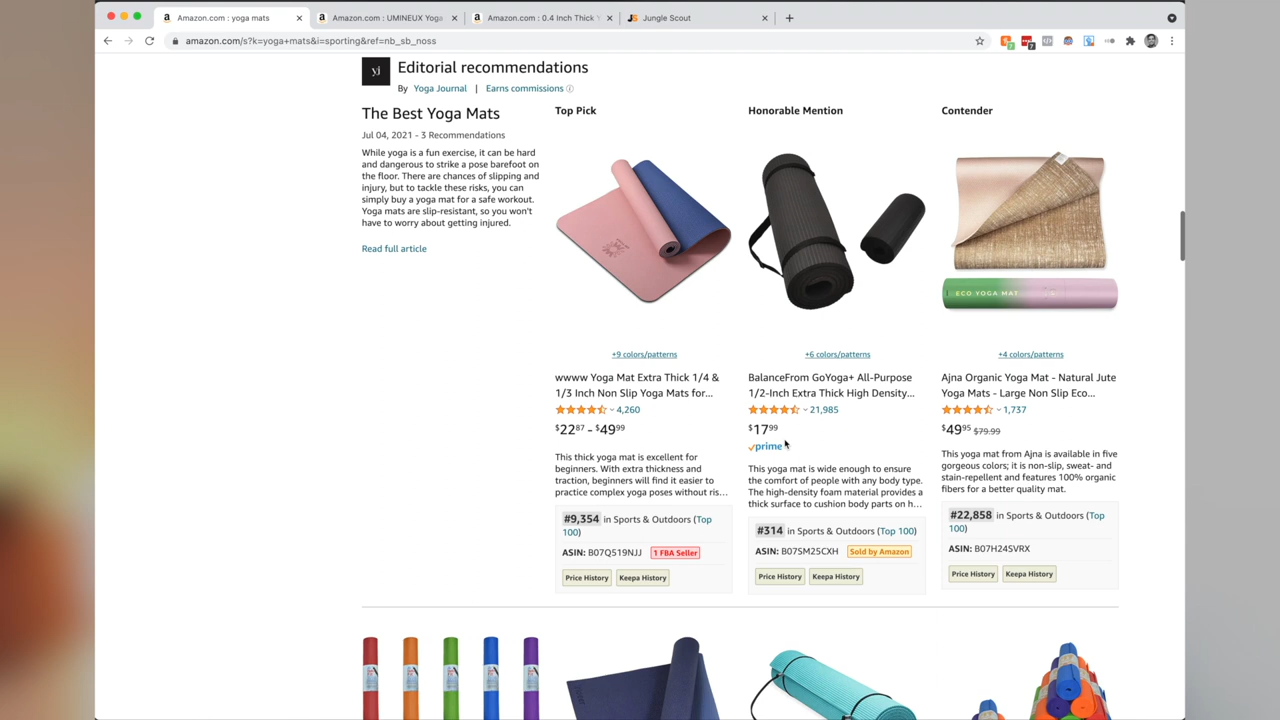 Amazon.com : yoga mats
Amazon.com : UMINEUX Yoga
Amazon.com : 0.4 Inch Thick
Jungle Scout
amazon.com/s?k=yoga+mats&i=sporting&ref=nb_sb_noss
yj
Editorial recommendations
By Yoga Journal | Earns commissions
The Best Yoga Mats
Jul 04, 2021 - 3 Recommendations
While yoga is a fun exercise, it can be hard
and dangerous to strike a pose barefoot on
the floor. There are chances of slipping and
injury, but to tackle these risks, you can
simply buy a yoga mat for a safe workout.
Yoga mats are slip-resistant, so you won't
have to worry about getting injured.
Read full article
Top Pick
+9 colors/patterns
wwww Yoga Mat Extra Thick 1/4 &
1/3 Inch Non Slip Yoga Mats for...
4,260
$22⁸⁷ - $49⁹⁹
This thick yoga mat is excellent for
beginners. With extra thickness and
traction, beginners will find it easier to
practice complex yoga poses without ris...
#9,354 in Sports & Outdoors (Top
100)
ASIN: B07Q519NJJ 1 FBA Seller
Price History Keepa History
Honorable Mention
+6 colors/patterns
BalanceFrom GoYoga+ All-Purpose
1/2-Inch Extra Thick High Density...
21,985
$17⁹⁹
prime
This yoga mat is wide enough to ensure
the comfort of people with any body type.
The high-density foam material provides a
thick surface to cushion body parts on h...
#314 in Sports & Outdoors (Top 100)
ASIN: B07SM25CXH Sold by Amazon
Price History Keepa History
Contender
ECO YOGA MAT
+4 colors/patterns
Ajna Organic Yoga Mat - Natural Jute
Yoga Mats - Large Non Slip Eco...
1,737
$49⁹⁵ $79.99
This yoga mat from Ajna is available in five
gorgeous colors; it is non-slip, sweat- and
stain-repellent and features 100% organic
fibers for a better quality mat.
#22,858 in Sports & Outdoors (Top
100)
ASIN: B07H24SVRX
Price History Keepa History